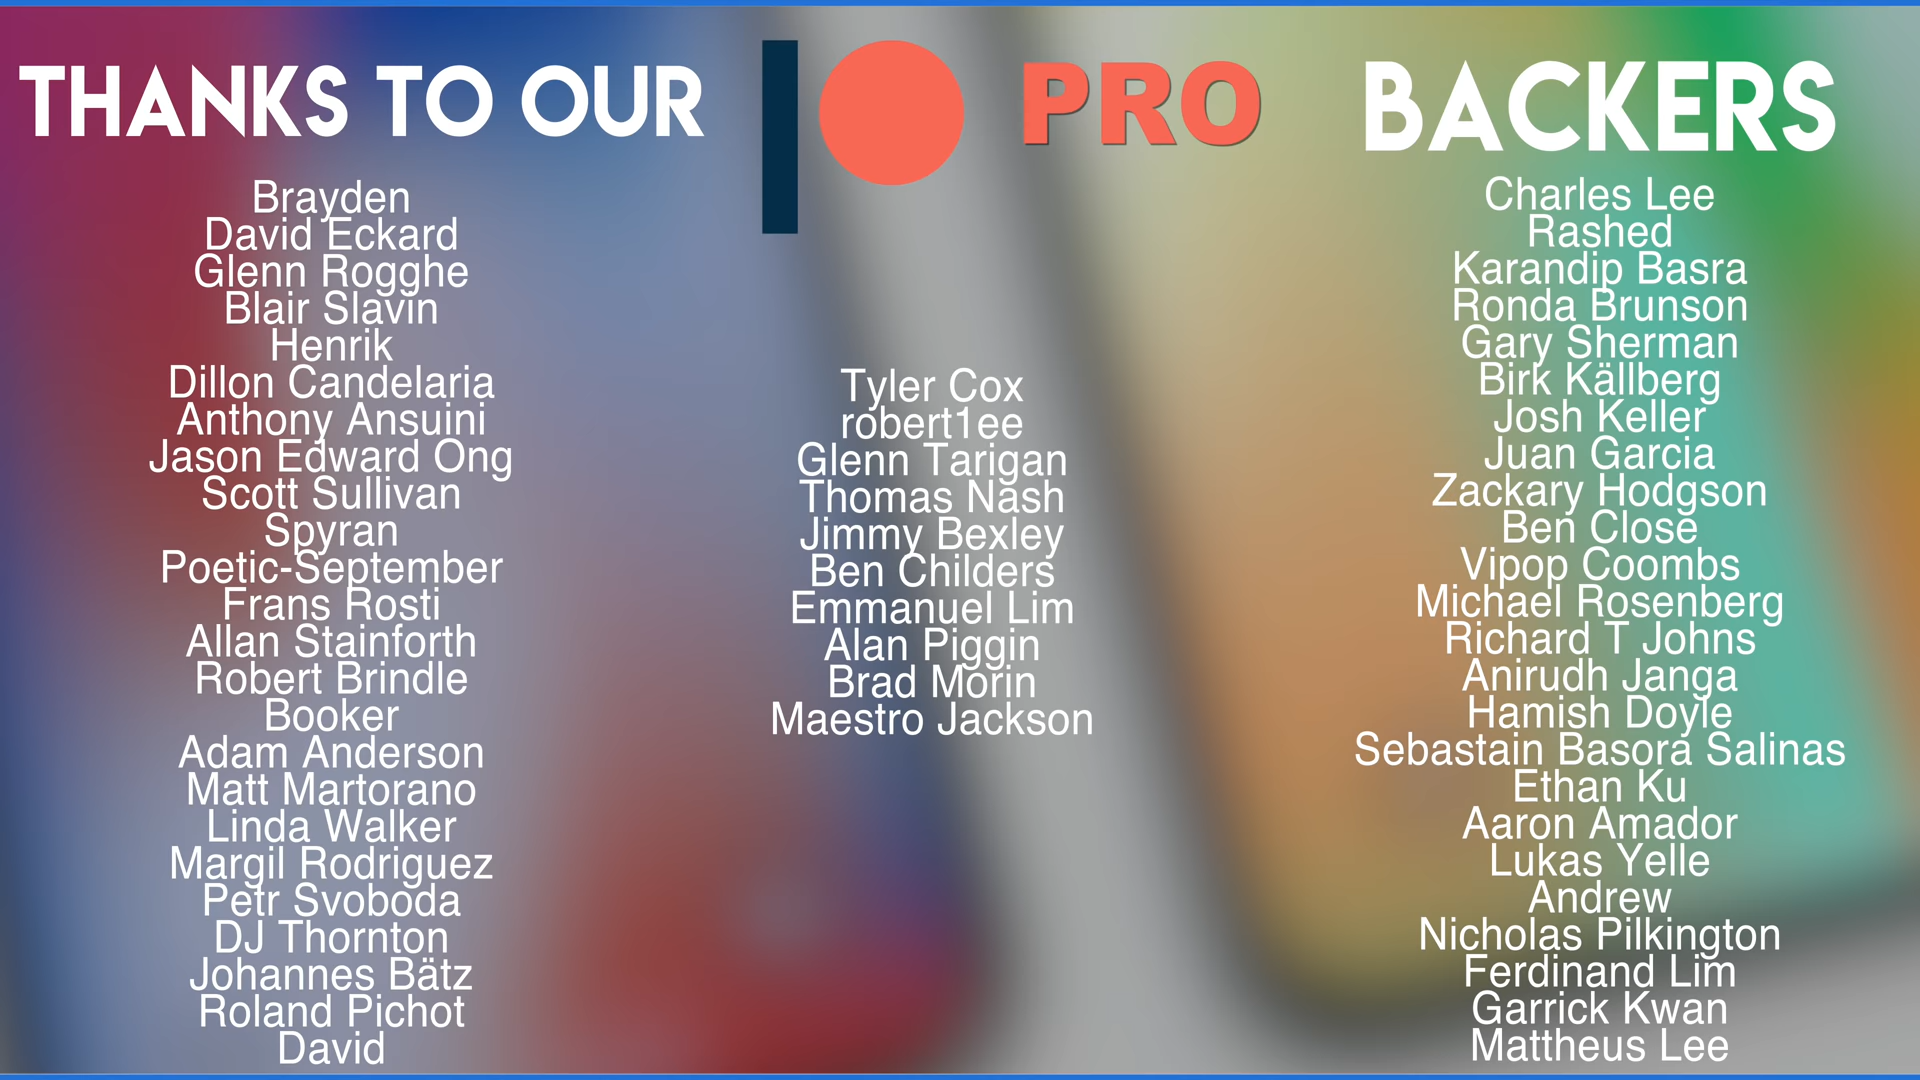 THANKS TO OUR PRO BACKERS
Brayden
David Eckard
Glenn Rogghe
Blair Slavin
Henrik
Dillon Candelaria
Anthony Ansuini
Jason Edward Ong
Scott Sullivan
Spyran
Poetic-September
Frans Rosti
Allan Stainforth
Robert Brindle
Booker
Adam Anderson
Matt Martorano
Linda Walker
Margil Rodriguez
Petr Svoboda
DJ Thornton
Johannes Bätz
Roland Pichot
David
Tyler Cox
robert1ee
Glenn Tarigan
Thomas Nash
Jimmy Bexley
Ben Childers
Emmanuel Lim
Alan Piggin
Brad Morin
Maestro Jackson
Charles Lee
Rashed
Karandip Basra
Ronda Brunson
Gary Sherman
Birk Källberg
Josh Keller
Juan Garcia
Zackary Hodgson
Ben Close
Vipop Coombs
Michael Rosenberg
Richard T Johns
Anirudh Janga
Hamish Doyle
Sebastain Basora Salinas
Ethan Ku
Aaron Amador
Lukas Yelle
Andrew
Nicholas Pilkington
Ferdinand Lim
Garrick Kwan
Mattheus Lee